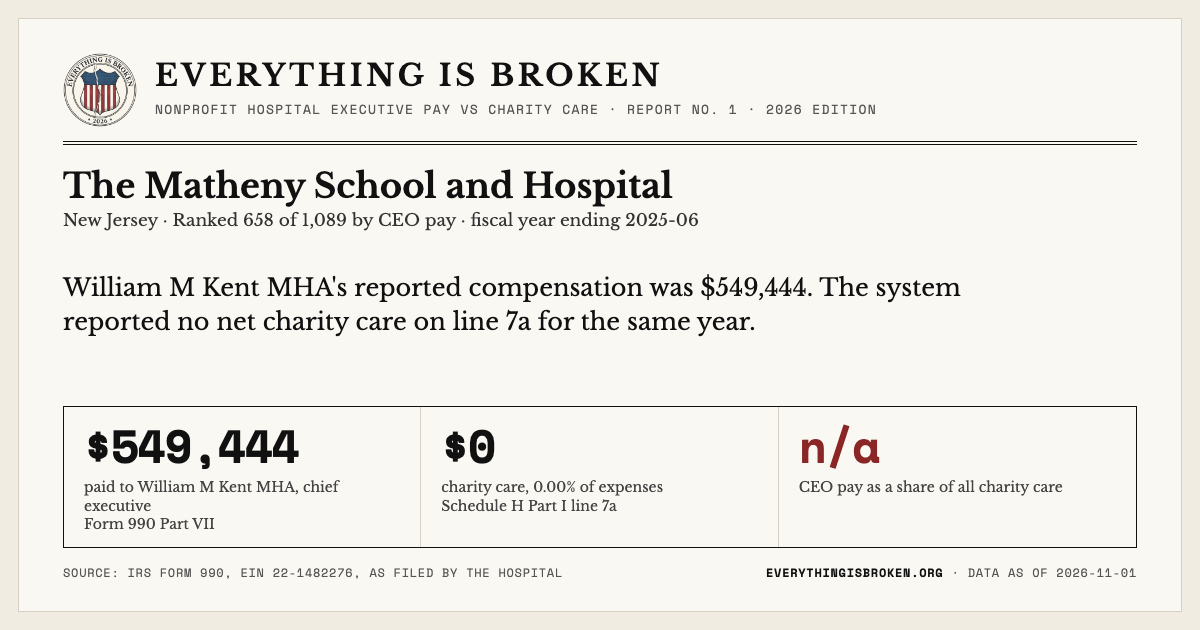 EVERYTHING IS BROKEN
2026
EVERYTHING IS BROKEN
NONPROFIT HOSPITAL EXECUTIVE PAY VS CHARITY CARE · REPORT NO. 1 · 2026 EDITION
The Matheny School and Hospital
New Jersey · Ranked 658 of 1,089 by CEO pay · fiscal year ending 2025-06
William M Kent MHA's reported compensation was $549,444. The system
reported no net charity care on line 7a for the same year.
$549,444
paid to William M Kent MHA, chief
executive
Form 990 Part VII
$0
charity care, 0.00% of expenses
Schedule H Part I line 7a
n/a
CEO pay as a share of all charity care
SOURCE: IRS FORM 990, EIN 22-1482276, AS FILED BY THE HOSPITAL
EVERYTHINGISBROKEN.ORG · DATA AS OF 2026-11-01